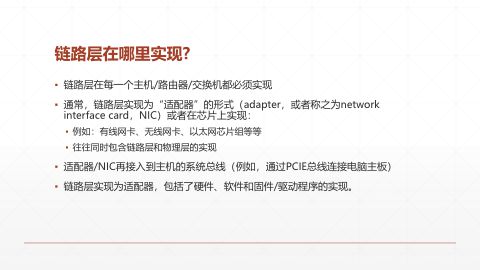 链路层在哪里实现?
▪ 链路层在每一个主机/路由器/交换机都必须实现
▪ 通常，链路层实现为“适配器”的形式（adapter，或者称之为network
interface card，NIC）或者在芯片上实现：
▪ 例如：有线网卡、无线网卡、以太网芯片组等等
▪ 往往同时包含链路层和物理层的实现
▪ 适配器/NIC再接入到主机的系统总线（例如，通过PCIE总线连接电脑主板）
▪ 链路层实现为适配器，包括了硬件、软件和固件/驱动程序的实现。